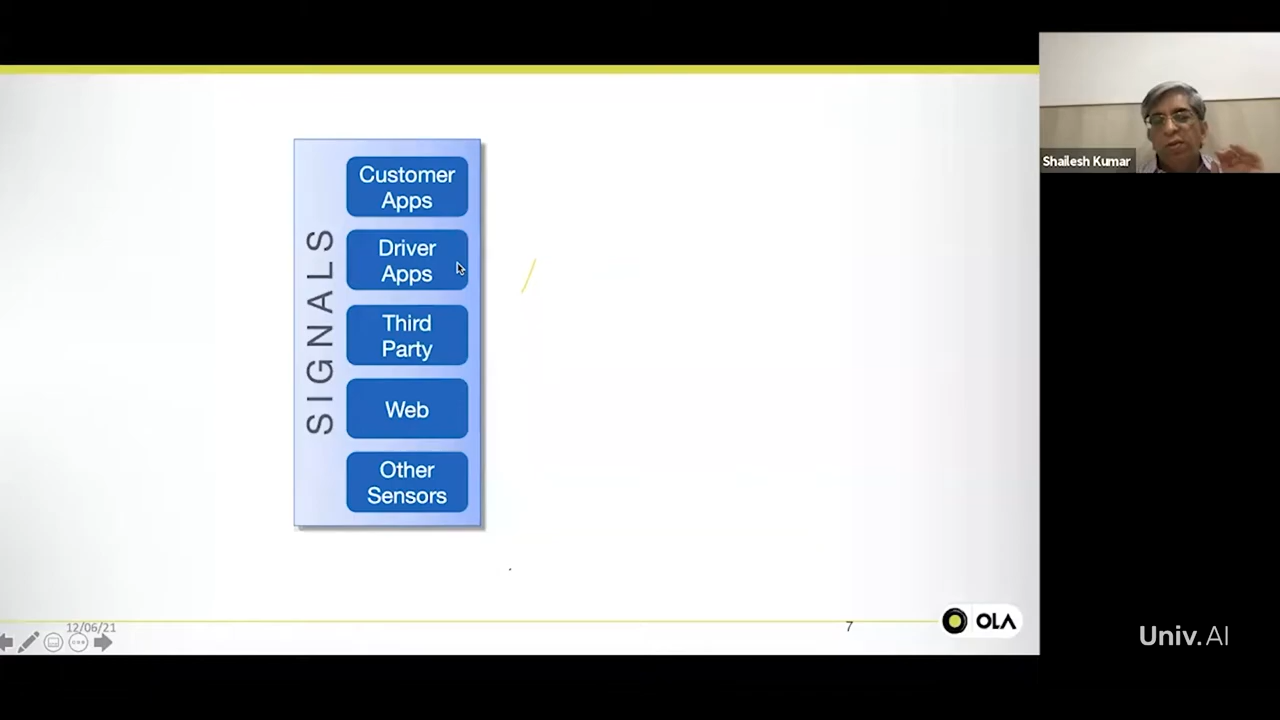 SIGNALS
Customer
Apps
Driver
Apps
Third
Party
Web
Other
Sensors
Shailesh Kumar
12/06/21
7
OLA
Univ.AI